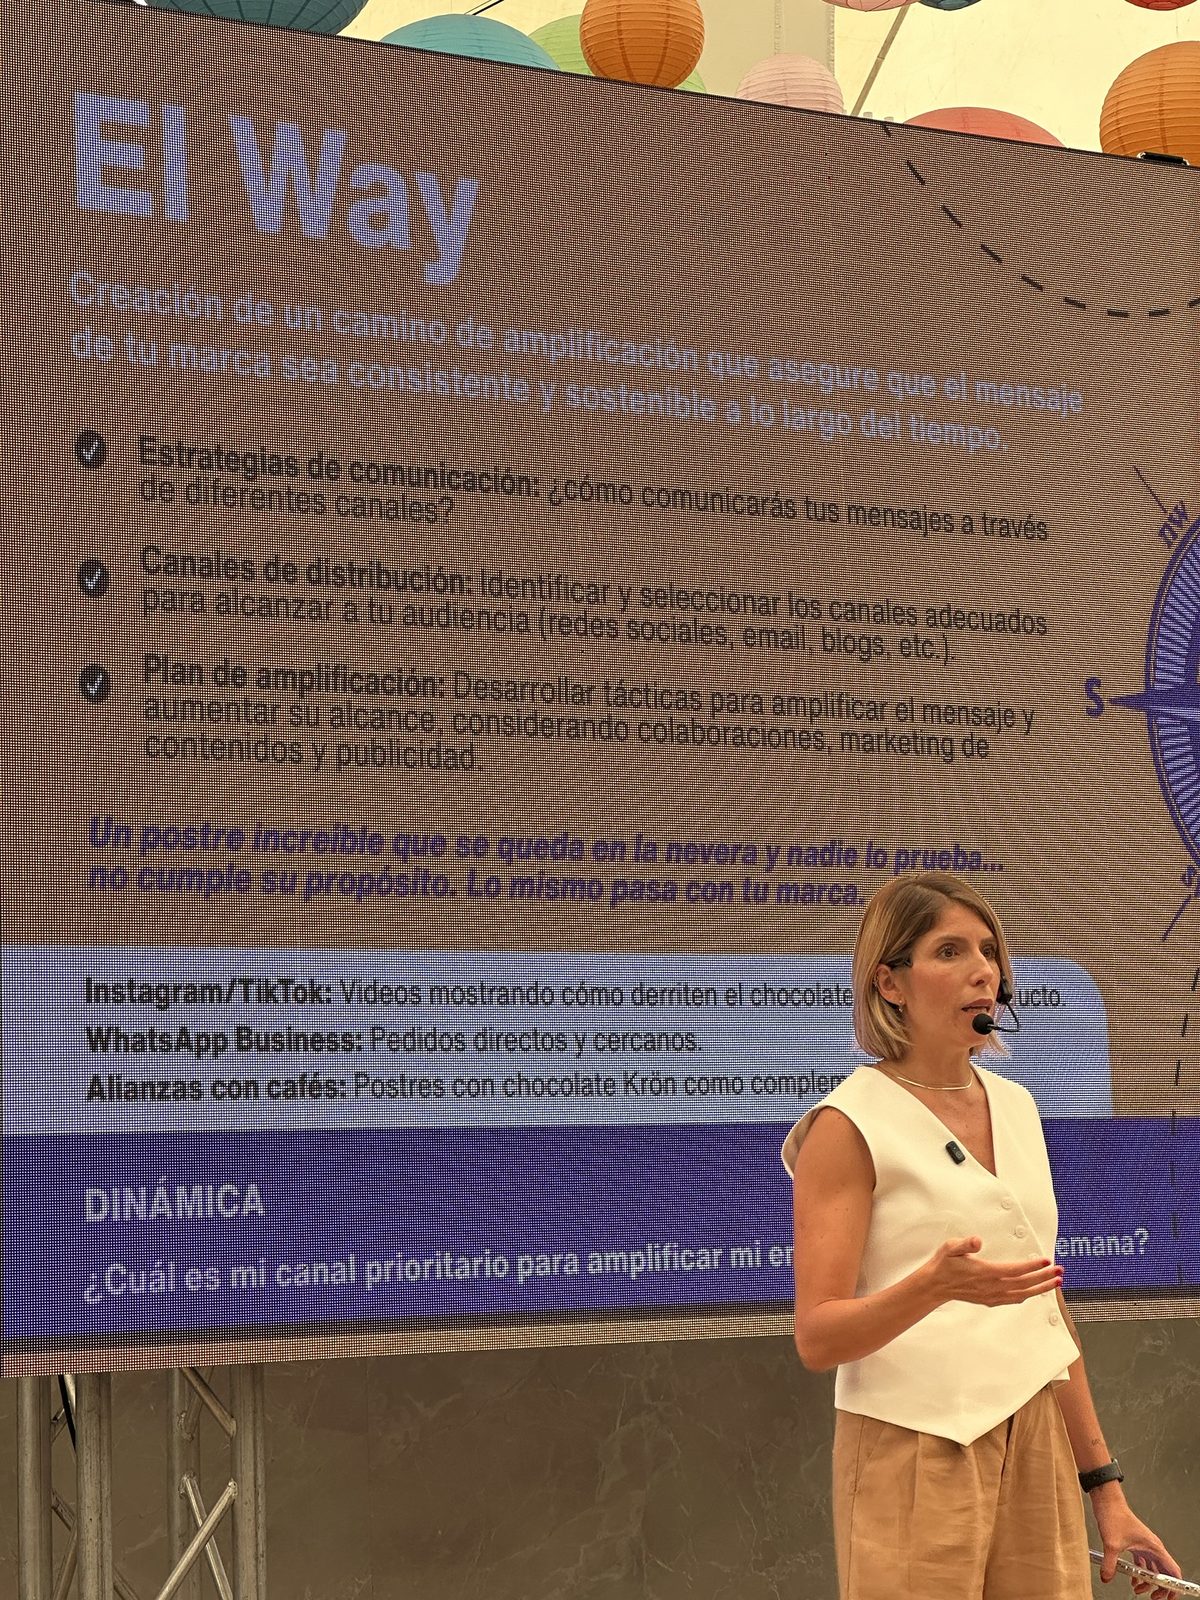 El Way
Creación de un camino de amplificación que asegure que el mensaje
de tu marca sea consistente y sostenible a lo largo del tiempo.
Estrategias de comunicación: ¿cómo comunicarás tus mensajes a través
de diferentes canales?
Canales de distribución: Identificar y seleccionar los canales adecuados
para alcanzar a tu audiencia (redes sociales, email, blogs, etc.).
Plan de amplificación: Desarrollar tácticas para amplificar el mensaje y
aumentar su alcance, considerando colaboraciones, marketing de
contenidos y publicidad.
NW
S
Un postre increíble que se queda en la nevera y nadie lo prueba...
no cumple su propósito. Lo mismo pasa con tu marca.
Instagram/TikTok: Videos mostrando cómo derriten el chocolate ucto.
WhatsApp Business: Pedidos directos y cercanos.
Alianzas con cafés: Postres con chocolate Krön como complem
DINÁMICA
¿Cuál es mi canal prioritario para amplificar mi en emana?